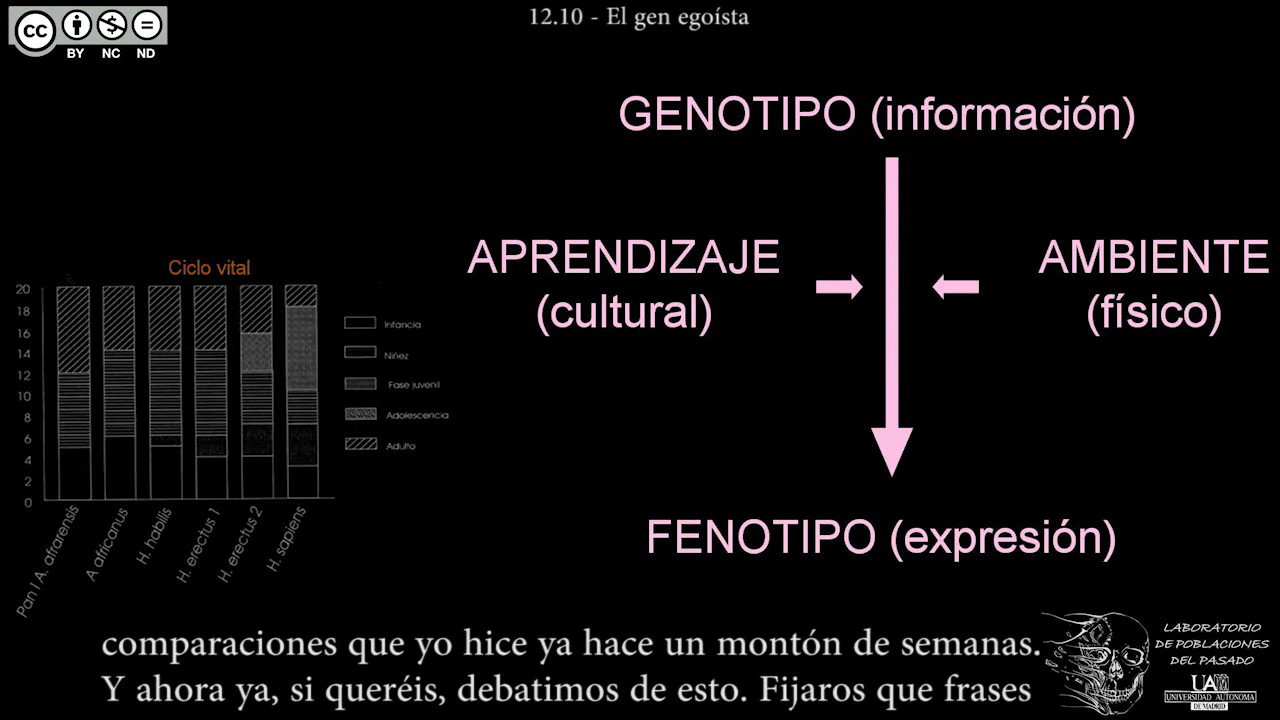 12.10 - El gen egoísta
CC
BY NC ND
GENOTIPO (información)
APRENDIZAJE
(cultural)
AMBIENTE
(físico)
FENOTIPO (expresión)
Ciclo vital
20
18
16
14
12
10
8
6
4
2
0
Infancia
Niñez
Fase juvenil
Adolescencia
Adulto
Pan I A. afrarensis
A africanus
H. habilis
H. erectus 1
H. erectus 2
H. sapiens
comparaciones que yo hice ya hace un montón de semanas.
Y ahora ya, si queréis, debatimos de esto. Fijaros que frases
LABORATORIO
DE POBLACIONES
DEL PASADO
UAM
UNIVERSIDAD AUTONOMA
DE MADRID